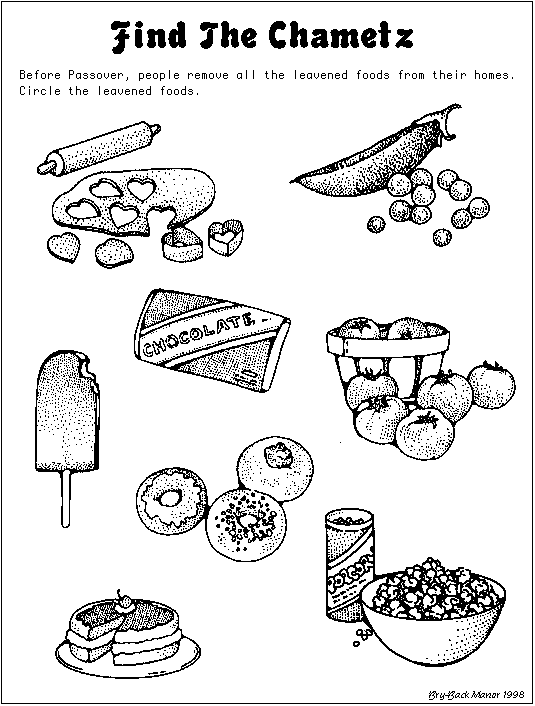 Find The Chametz
Before Passover, people remove all the leavened foods from their homes.
Circle the leavened foods.
CHOCOLATE
POPCORN
Bry-Back Manor 1998